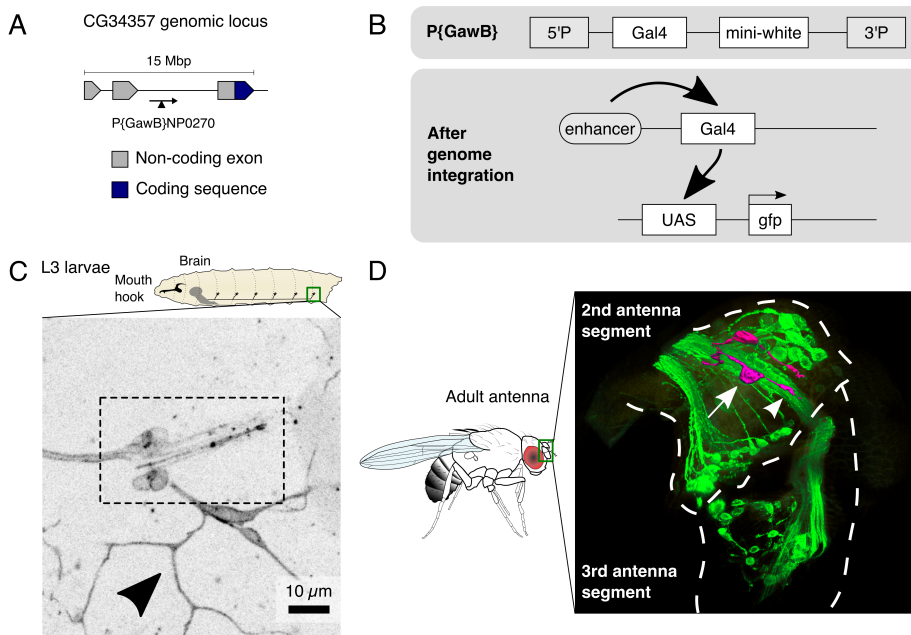 A
CG34357 genomic locus
15 Mbp
P{GawB}NP0270
Non-coding exon
Coding sequence
B
P{GawB}
5'P
Gal4
mini-white
3'P
After
genome
integration
enhancer
Gal4
UAS
gfp
C
L3 larvae
Brain
Mouth
hook
10 µm
D
Adult antenna
2nd antenna
segment
3rd antenna
segment